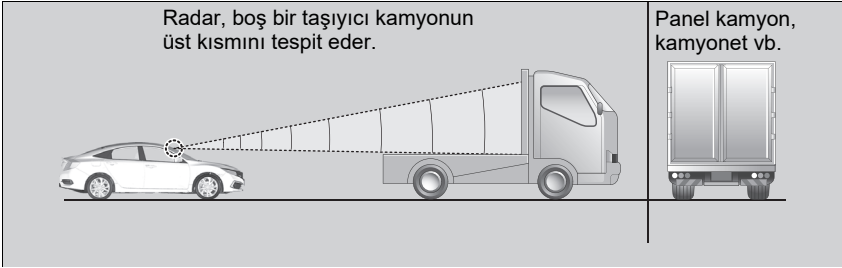 Radar, boş bir taşıyıcı kamyonun
üst kısmını tespit eder.
Panel kamyon,
kamyonet vb.